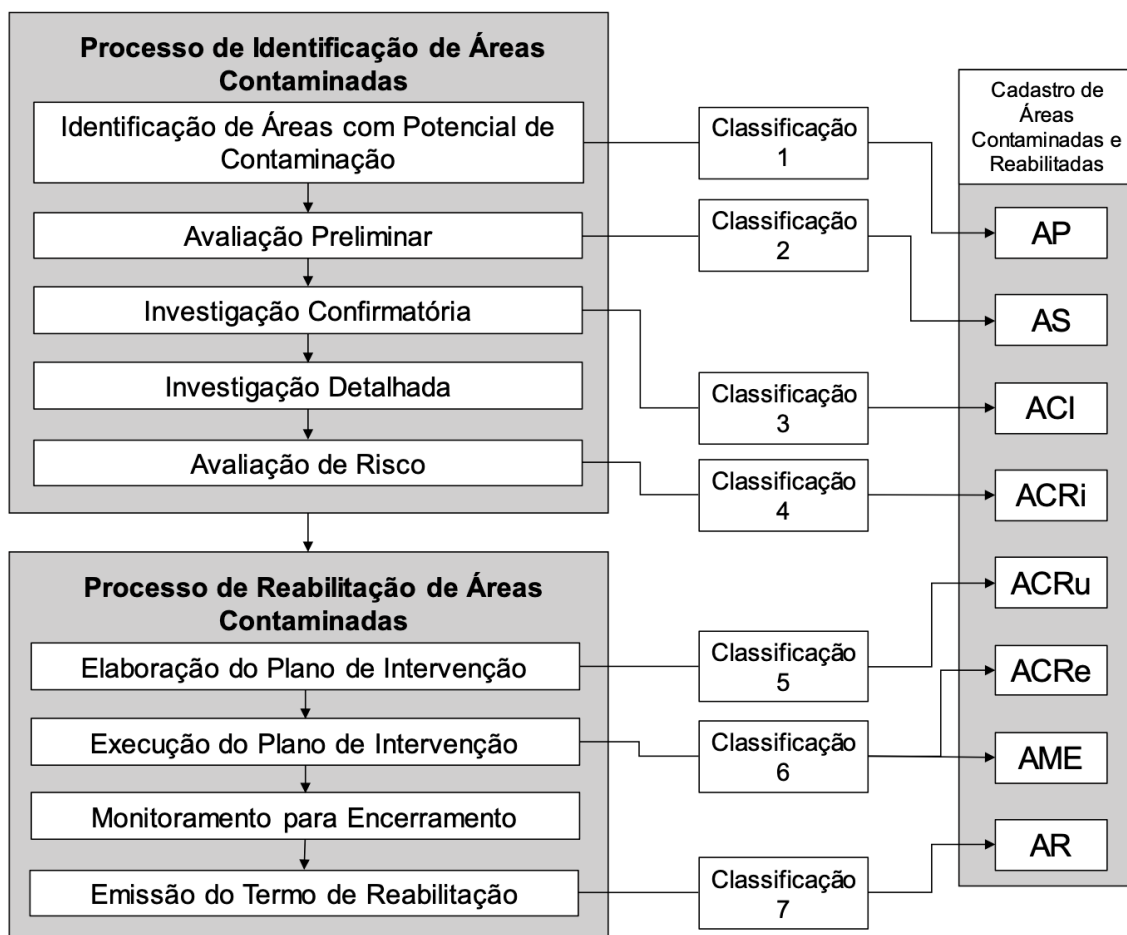 Processo de Identificação de Áreas
Contaminadas
Identificação de Áreas com Potencial de
Contaminação
Avaliação Preliminar
Investigação Confirmatória
Investigação Detalhada
Avaliação de Risco
Processo de Reabilitação de Áreas
Contaminadas
Elaboração do Plano de Intervenção
Execução do Plano de Intervenção
Monitoramento para Encerramento
Emissão do Termo de Reabilitação
Classificação
1
Classificação
2
Classificação
3
Classificação
4
Classificação
5
Classificação
6
Classificação
7
Cadastro de
Áreas
Contaminadas e
Reabilitadas
AP
AS
ACI
ACRi
ACRu
ACRe
AME
AR